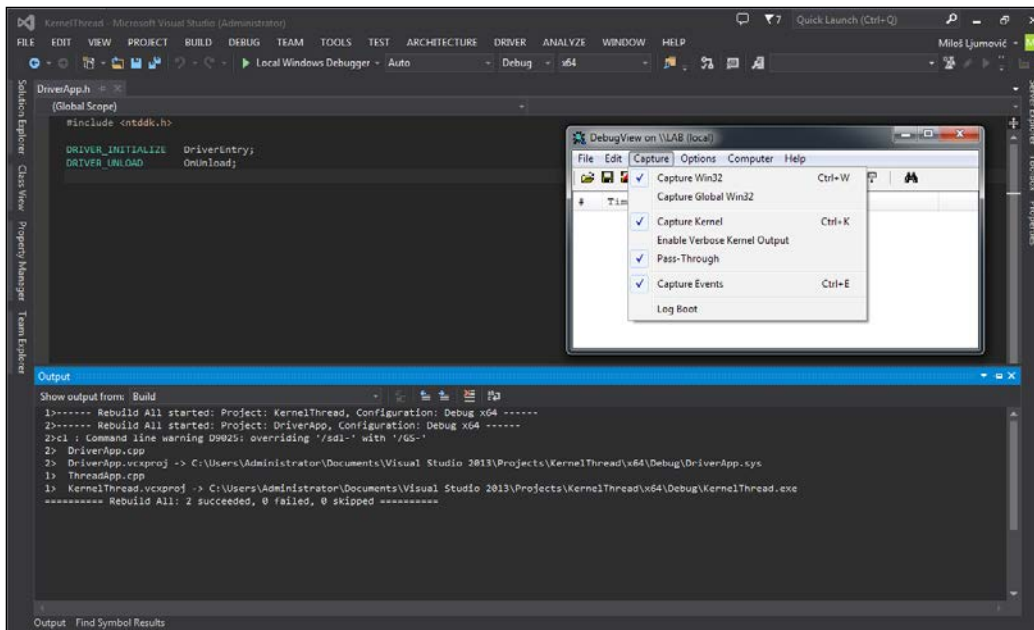 KernelThread - Microsoft Visual Studio (Administrator)
7 Quick Launch (Ctrl+Q)
FILE EDIT VIEW PROJECT BUILD DEBUG TEAM TOOLS TEST ARCHITECTURE DRIVER ANALYZE WINDOW HELP
Miloš Ljumović
Local Windows Debugger Auto Debug x64
DriverApp.h
(Global Scope)
#include <ntddk.h>
DRIVER_INITIALIZE DriverEntry;
DRIVER_UNLOAD OnUnload;
Solution Explorer
Class View
Property Manager
Team Explorer
Server Explorer
Properties
DebugView on \\LAB (local)
File Edit Capture Options Computer Help
# Tim
Capture Win32 Ctrl+W
Capture Global Win32
Capture Kernel Ctrl+K
Enable Verbose Kernel Output
Pass-Through
Capture Events Ctrl+E
Log Boot
Output
Show output from: Build
1>------ Rebuild All started: Project: KernelThread, Configuration: Debug x64 ------
2>------ Rebuild All started: Project: DriverApp, Configuration: Debug x64 ------
2>cl : Command line warning D9025: overriding '/sdl-' with '/GS-'
2> DriverApp.cpp
2> DriverApp.vcxproj -> C:\Users\Administrator\Documents\Visual Studio 2013\Projects\KernelThread\x64\Debug\DriverApp.sys
1> ThreadApp.cpp
1> KernelThread.vcxproj -> C:\Users\Administrator\Documents\Visual Studio 2013\Projects\KernelThread\x64\Debug\KernelThread.exe
========== Rebuild All: 2 succeeded, 0 failed, 0 skipped ==========
Output Find Symbol Results